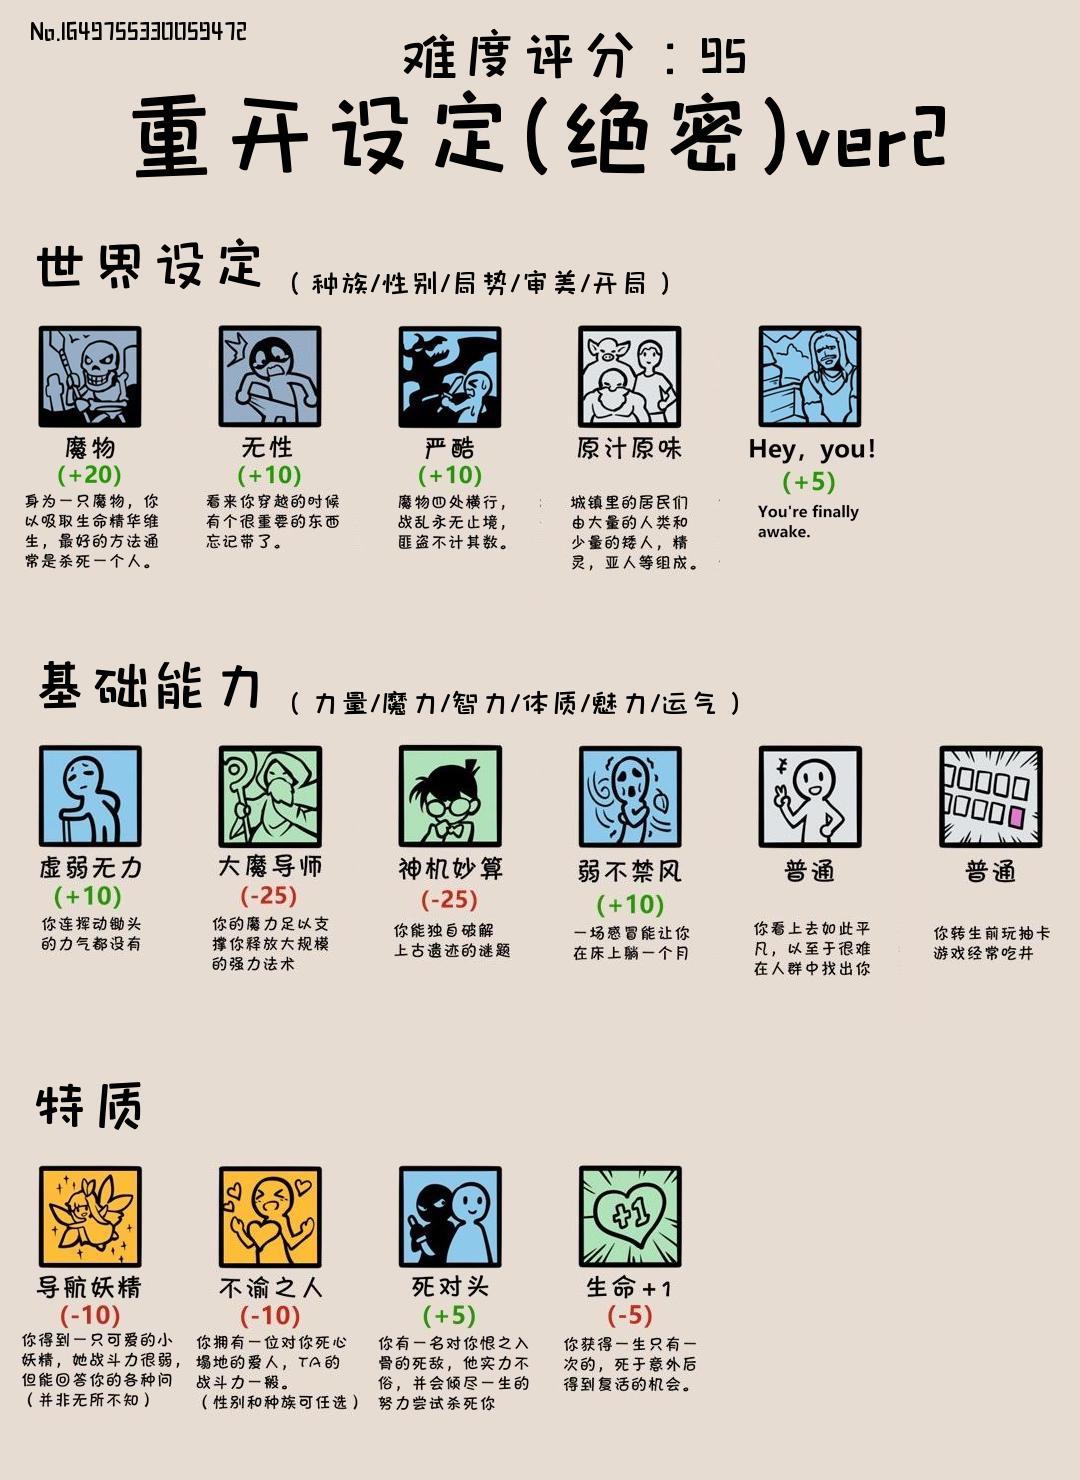 No.1649755330059472
难度评分：95
重开设定(绝密)ver2
世界设定 （种族/性别/局势/审美/开局）
魔物
(+20)
身为一只魔物，你
以吸取生命精华维
生，最好的方法通
常是杀死一个人。
无性
(+10)
看来你穿越的时候
有个很重要的东西
忘记带了。
严酷
(+10)
魔物四处横行，
战乱永无止境，
匪盗不计其数。
原汁原味
城镇里的居民们
由大量的人类和
少量的矮人，精
灵，亚人等组成。
Hey, you!
(+5)
You're finally
awake.
基础能力 （力量/魔力/智力/体质/魅力/运气）
虚弱无力
(+10)
你连挥动锄头
的力气都没有
大魔导师
(-25)
你的魔力足以支
撑你释放大规模
的强力法术
神机妙算
(-25)
你能独自破解
上古遗迹的谜题
弱不禁风
(+10)
一场感冒能让你
在床上躺一个月
普通
你看上去如此平
凡，以至于很难
在人群中找出你
普通
你转生前玩抽卡
游戏经常吃井
特质
导航妖精
(-10)
你得到一只可爱的小
妖精，她战斗力很弱，
但能回答你的各种问
（并非无所不知）
不渝之人
(-10)
你拥有一位对你死心
塌地的爱人，TA的
战斗力一般。
（性别和种族可任选）
死对头
(+5)
你有一名对你恨之入
骨的死敌，他实力不
俗，并会倾尽一生的
努力尝试杀死你
+1
生命+1
(-5)
你获得一生只有一
次的，死于意外后
得到复活的机会。